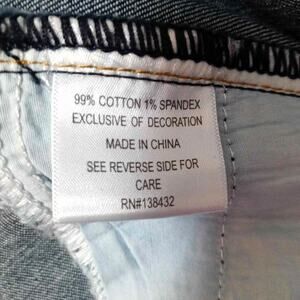 99% COTTON 1% SPANDEX
EXCLUSIVE OF DECORATION
MADE IN CHINA
SEE REVERSE SIDE FOR
CARE
RN#138432